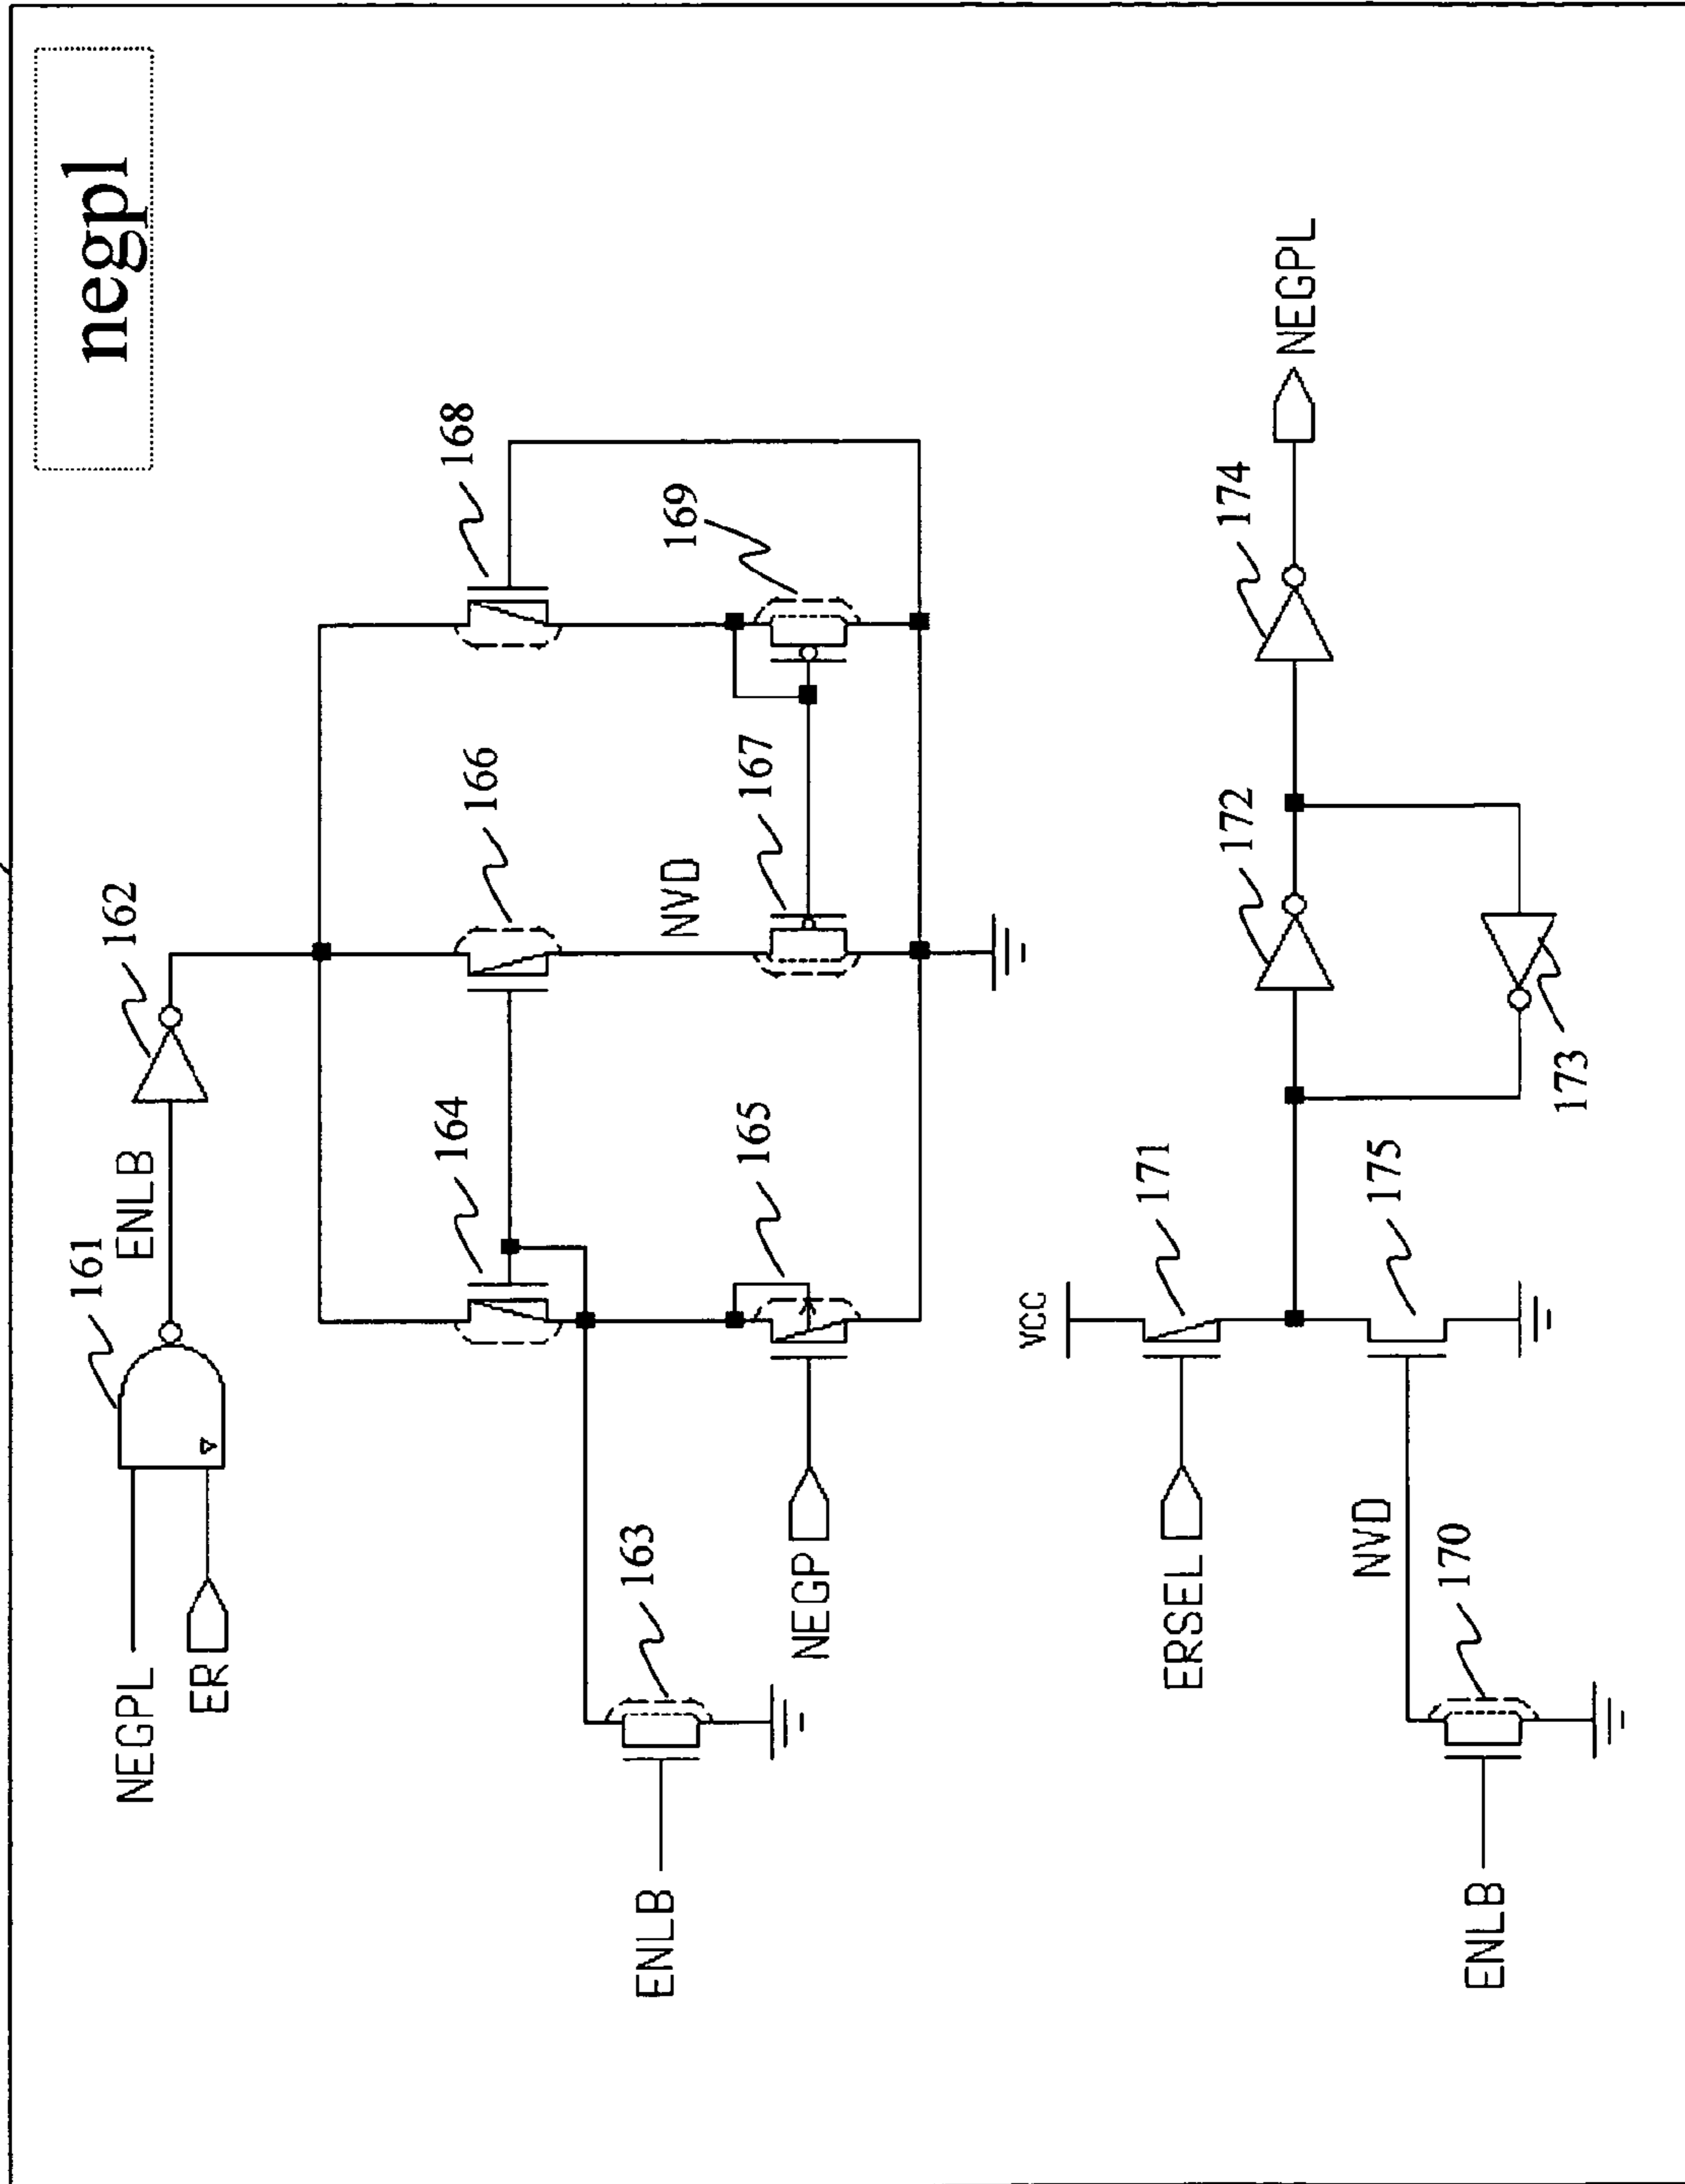 negpl
161
ENLB
162
NEGPL
ER
164
166
168
165
NVD
167
169
163
ENLB
NEGP
VCC
171
ERSEL
175
NVD
170
ENLB
172
173
174
NEGPL